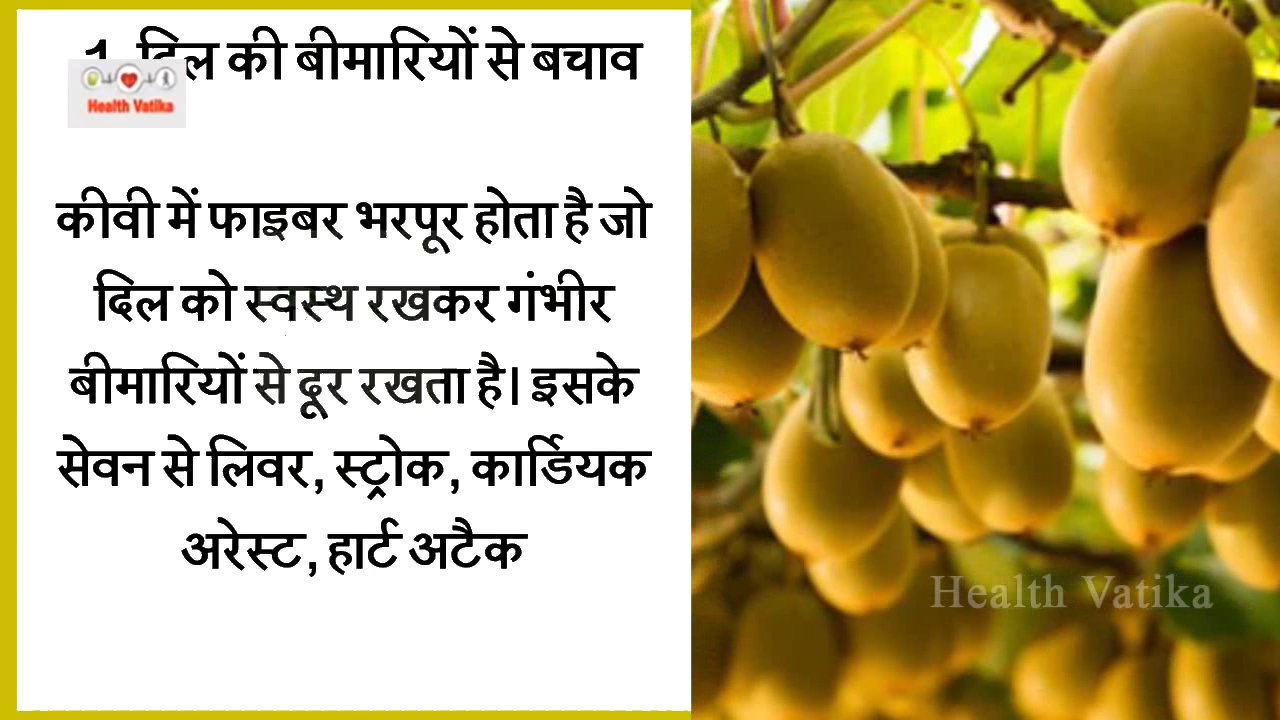 1. दिल की बीमारियों से बचाव
Health Vatika
कीवी में फाइबर भरपूर होता है जो
दिल को स्वस्थ रखकर गंभीर
बीमारियों से दूर रखता है। इसके
सेवन से लिवर, स्ट्रोक, कार्डियक
अरेस्ट, हार्ट अटैक
Health Vatika